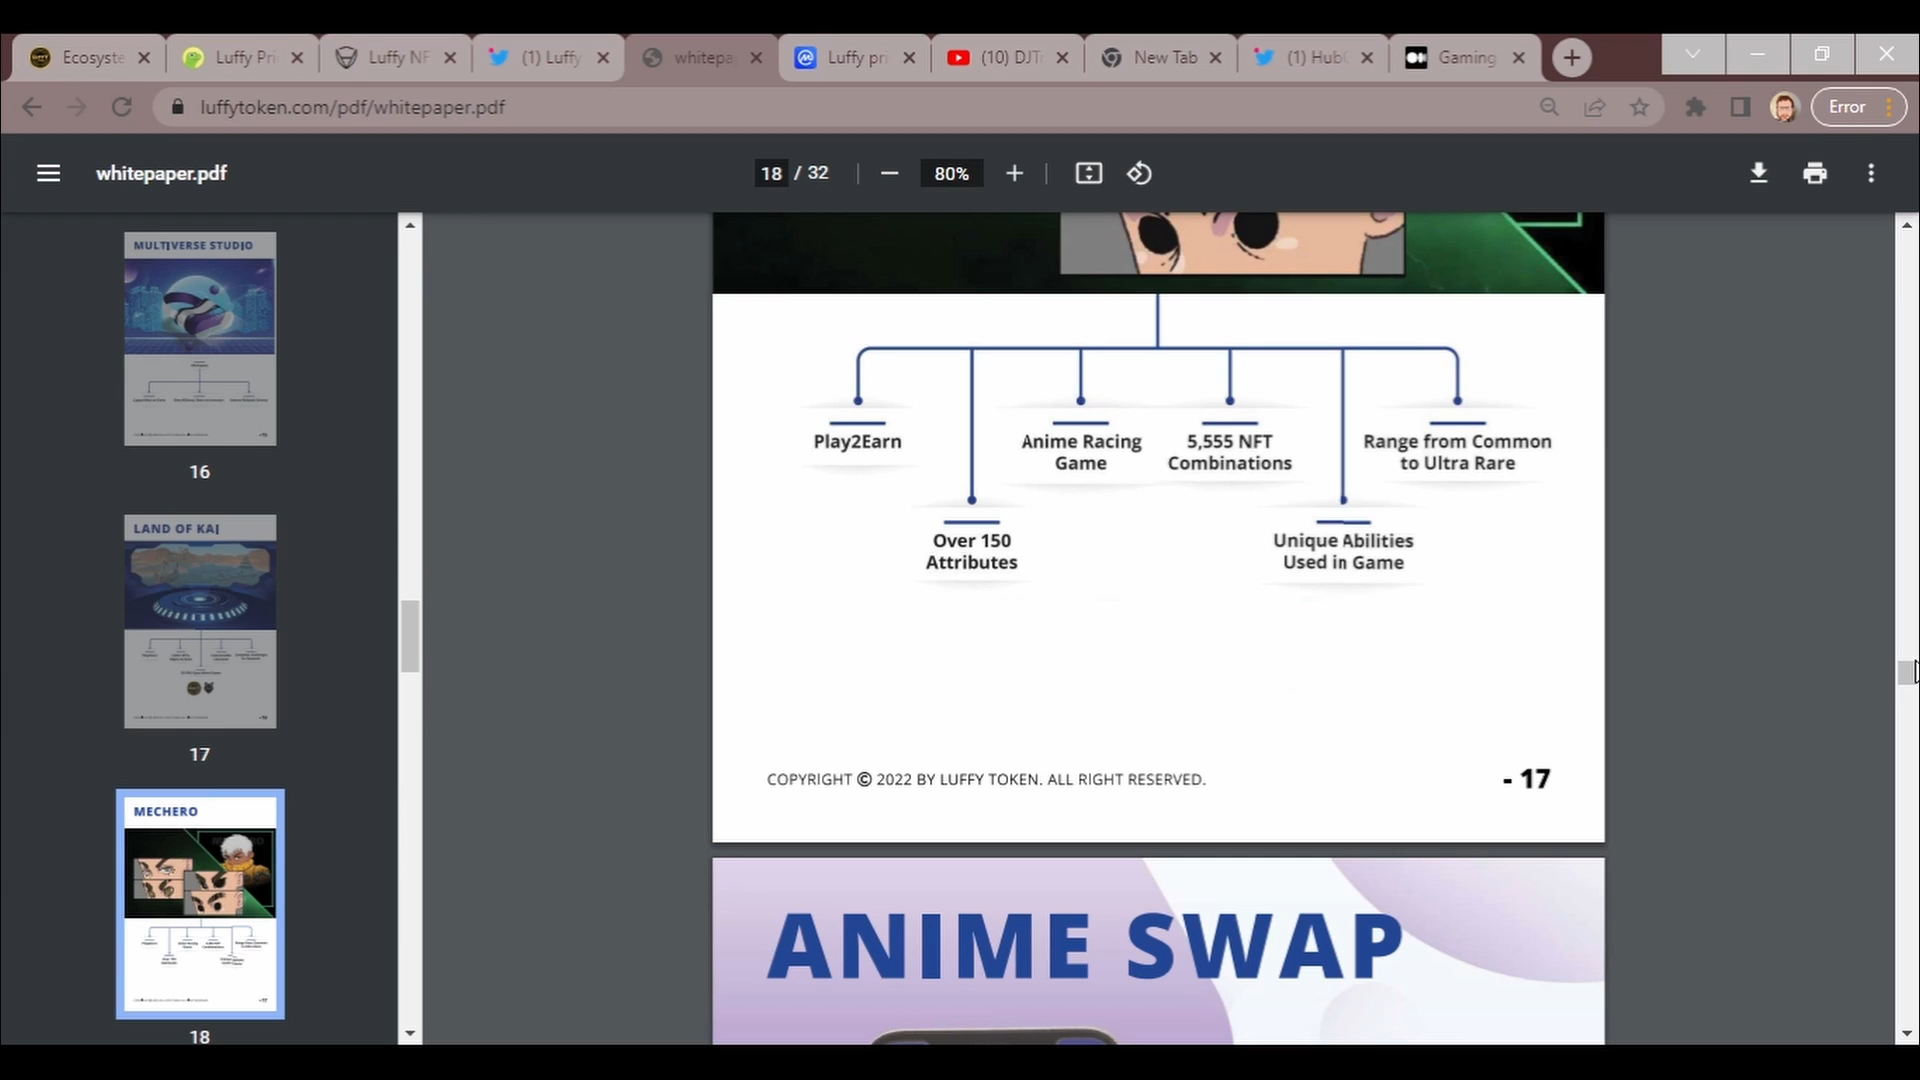 Ecosyste
Luffy Pri
Luffy NF
(1) Luffy
whitepa
Luffy pri
(10) DJT
New Tab
(1) Hub
Gaming
luffytoken.com/pdf/whitepaper.pdf
Error
whitepaper.pdf
18 / 32
80%
MULTIVERSE STUDIO
16
LAND OF KAI
17
MECHERO
18
Play2Earn
Anime Racing
Game
5,555 NFT
Combinations
Range from Common
to Ultra Rare
Over 150
Attributes
Unique Abilities
Used in Game
COPYRIGHT © 2022 BY LUFFY TOKEN. ALL RIGHT RESERVED.
- 17
ANIME SWAP